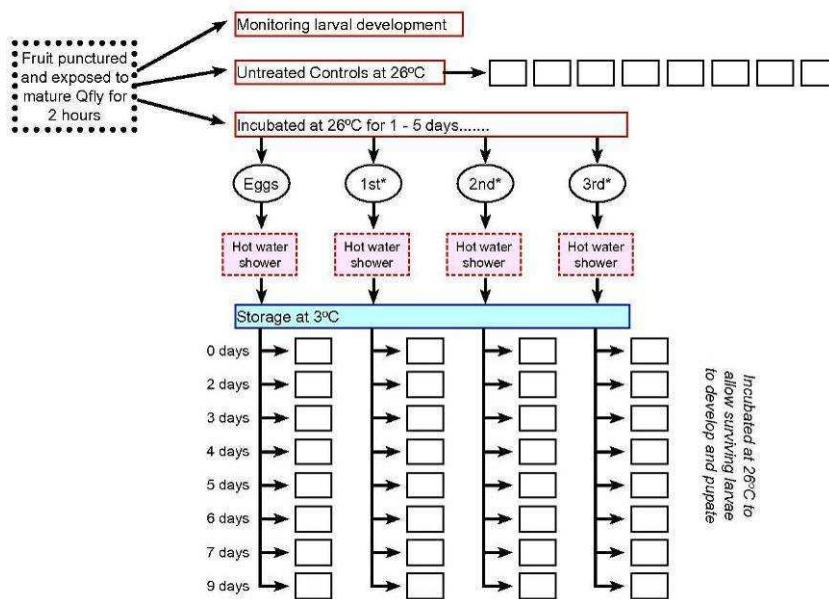 Monitoring larval development
Fruit punctured
and exposed to
mature Qfly for
2 hours
Untreated Controls at 26ºC
Incubated at 26ºC for 1 - 5 days.......
Eggs
1st*
2nd*
3rd*
Hot water
shower
Hot water
shower
Hot water
shower
Hot water
shower
Storage at 3ºC
0 days
2 days
3 days
4 days
5 days
6 days
7 days
9 days
Incubated at 26ºC to
allow surviving larvae
to develop and pupate